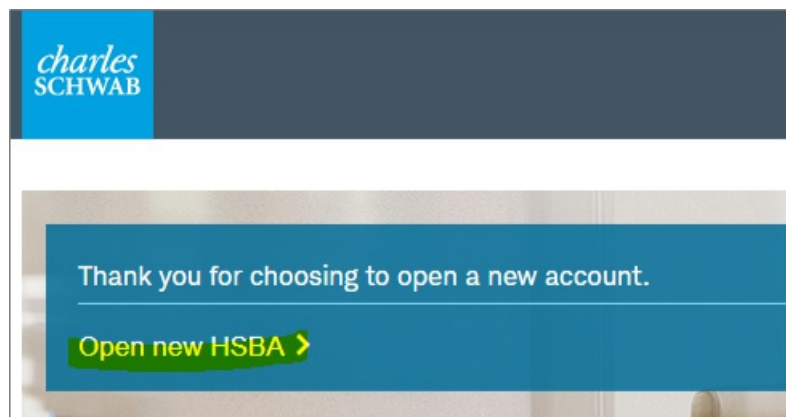 charles
SCHWAB
Thank you for choosing to open a new account.
Open new HSBA >